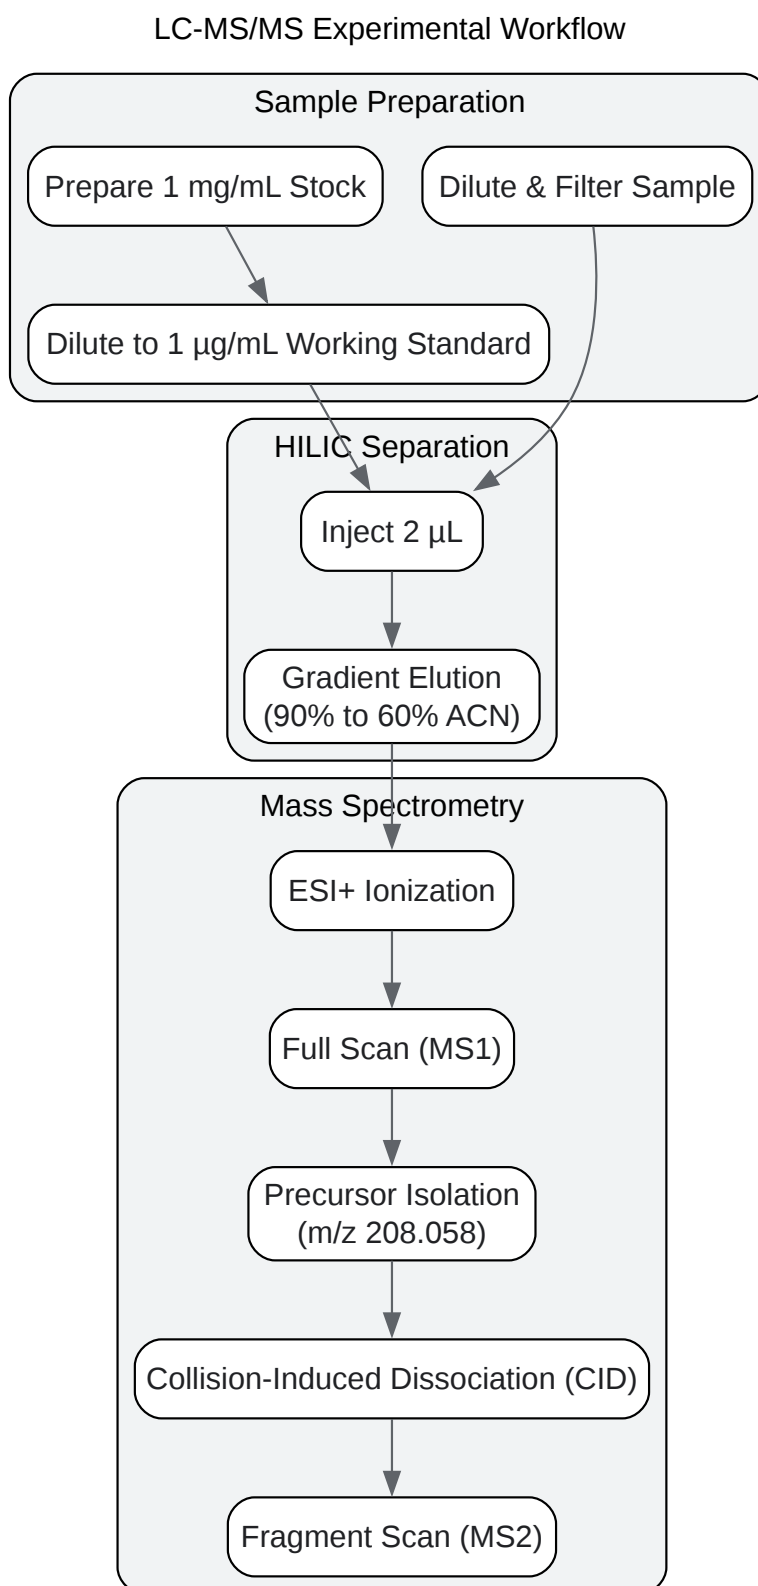 LC-MS/MS Experimental Workflow
Sample Preparation
Prepare 1 mg/mL Stock
Dilute & Filter Sample
Dilute to 1 µg/mL Working Standard
HILIC Separation
Inject 2 µL
Gradient Elution
(90% to 60% ACN)
Mass Spectrometry
ESI+ Ionization
Full Scan (MS1)
Precursor Isolation
(m/z 208.058)
Collision-Induced Dissociation (CID)
Fragment Scan (MS2)